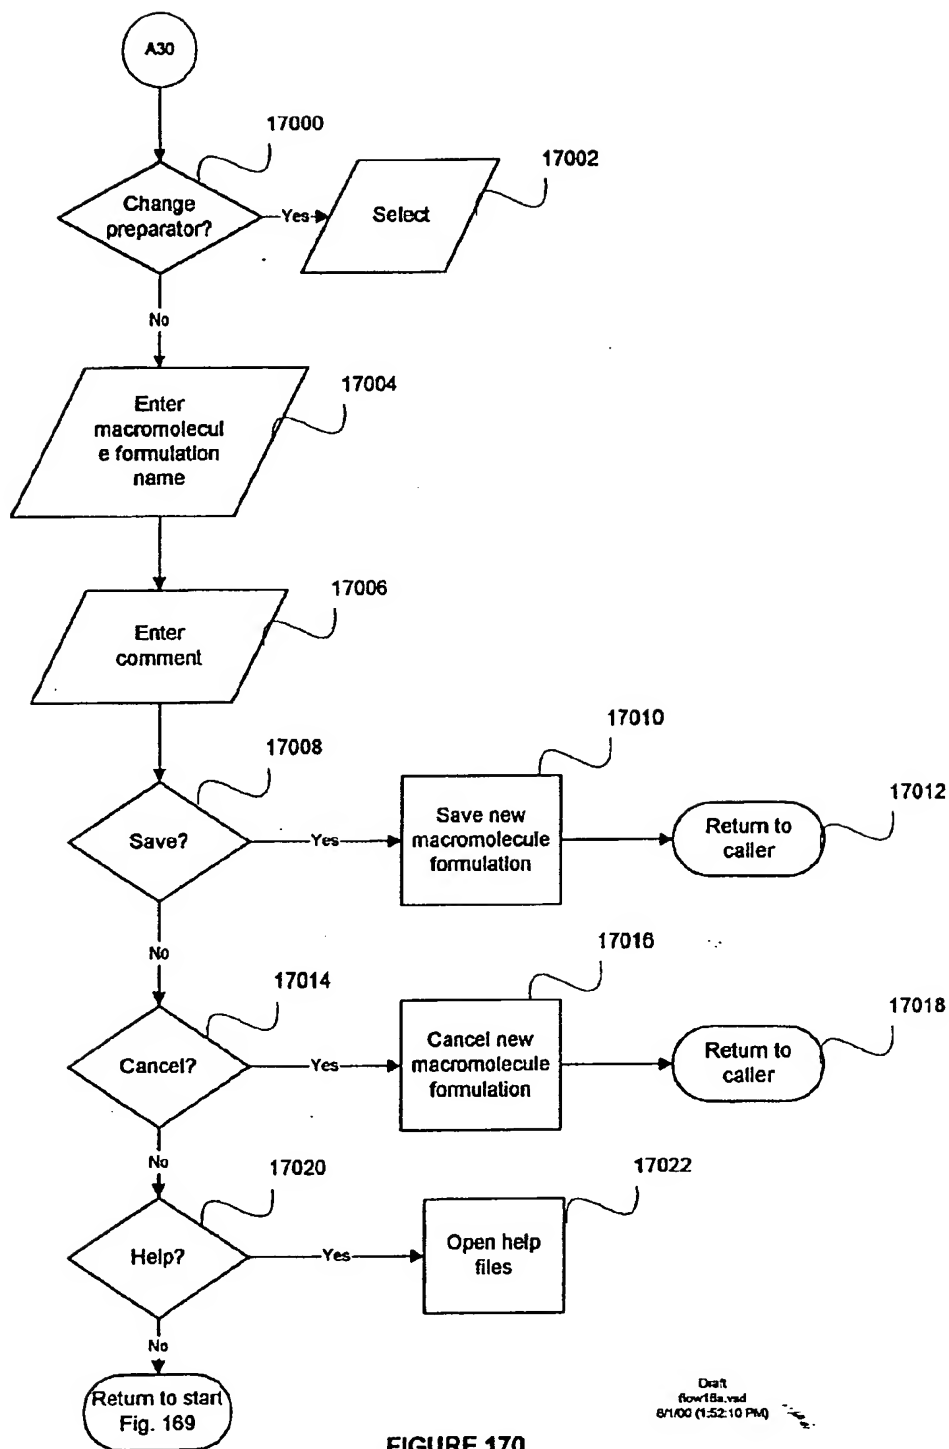 A30
17000
Change
preparator?
Yes
17002
Select
No
17004
Enter
macromolecul
e formulation
name
17006
Enter
comment
17008
Save?
Yes
17010
Save new
macromolecule
formulation
17012
Return to
caller
No
17014
Cancel?
Yes
17016
Cancel new
macromolecule
formulation
17018
Return to
caller
No
17020
Help?
Yes
17022
Open help
files
No
Return to start
Fig. 169
Draft
flow16a.vsd
8/1/00 (1:52:10 PM)
FIGURE 170